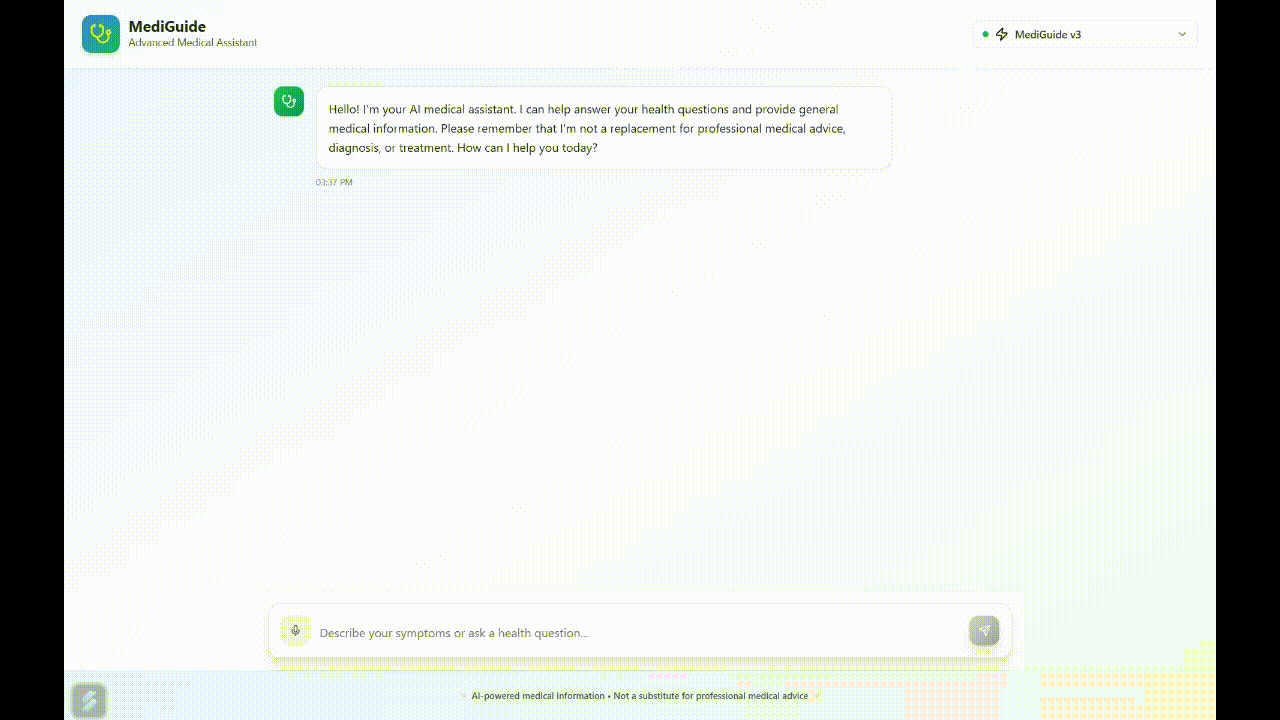 MediGuide
Advanced Medical Assistant
MediGuide v3
Hello! I'm your AI medical assistant. I can help answer your health questions and provide general
medical information. Please remember that I'm not a replacement for professional medical advice,
diagnosis, or treatment. How can I help you today?
03:37 PM
Describe your symptoms or ask a health question...
AI-powered medical information • Not a substitute for professional medical advice